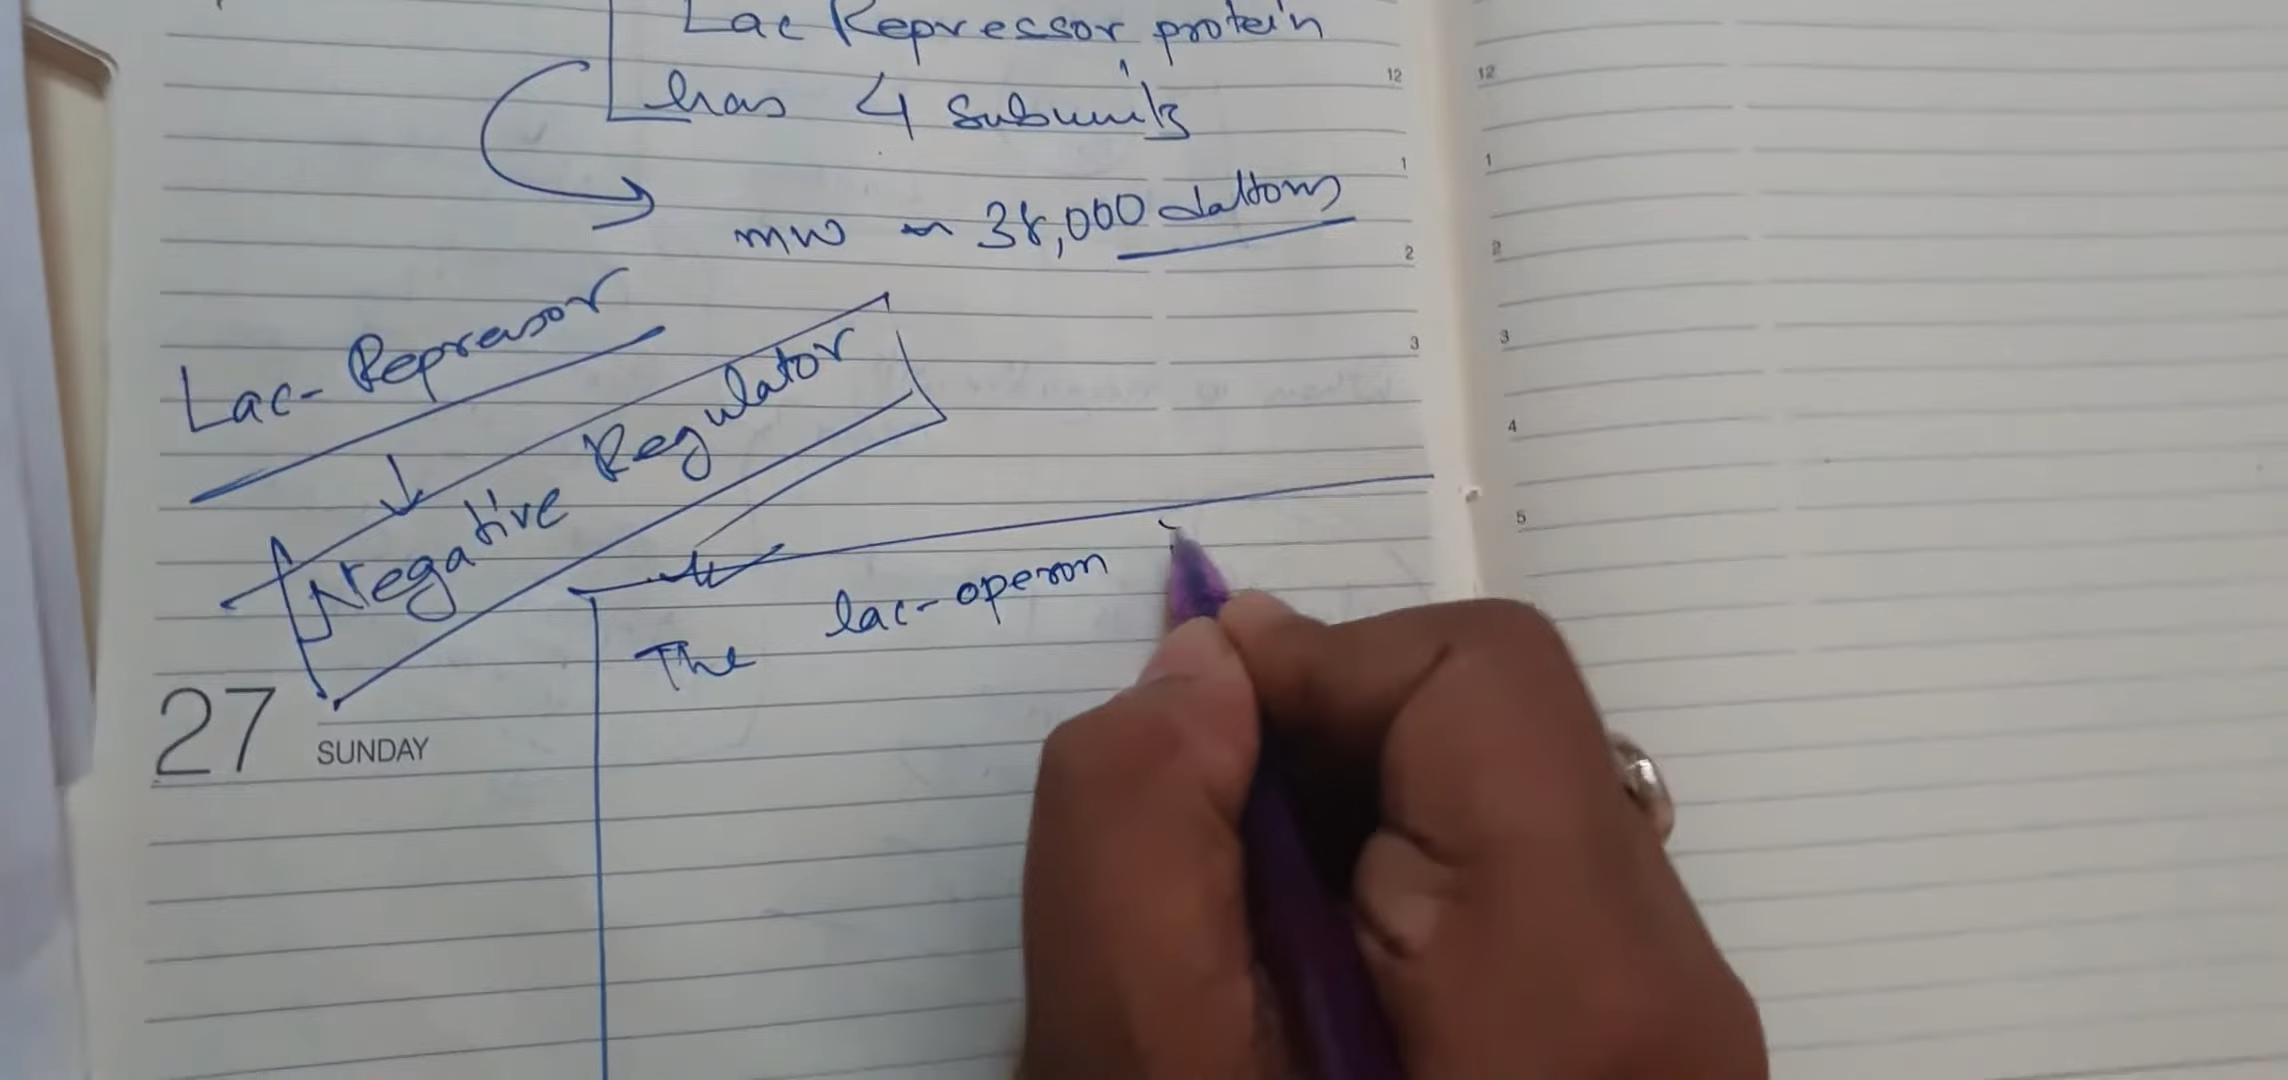 Lac Repressor protein
has 4 subunits
12
12
1
1
mw ~ 38,000 daltons
2
2
Lac-Repressor
3
3
Negative Regulator
4
5
The lac-operon
27
SUNDAY